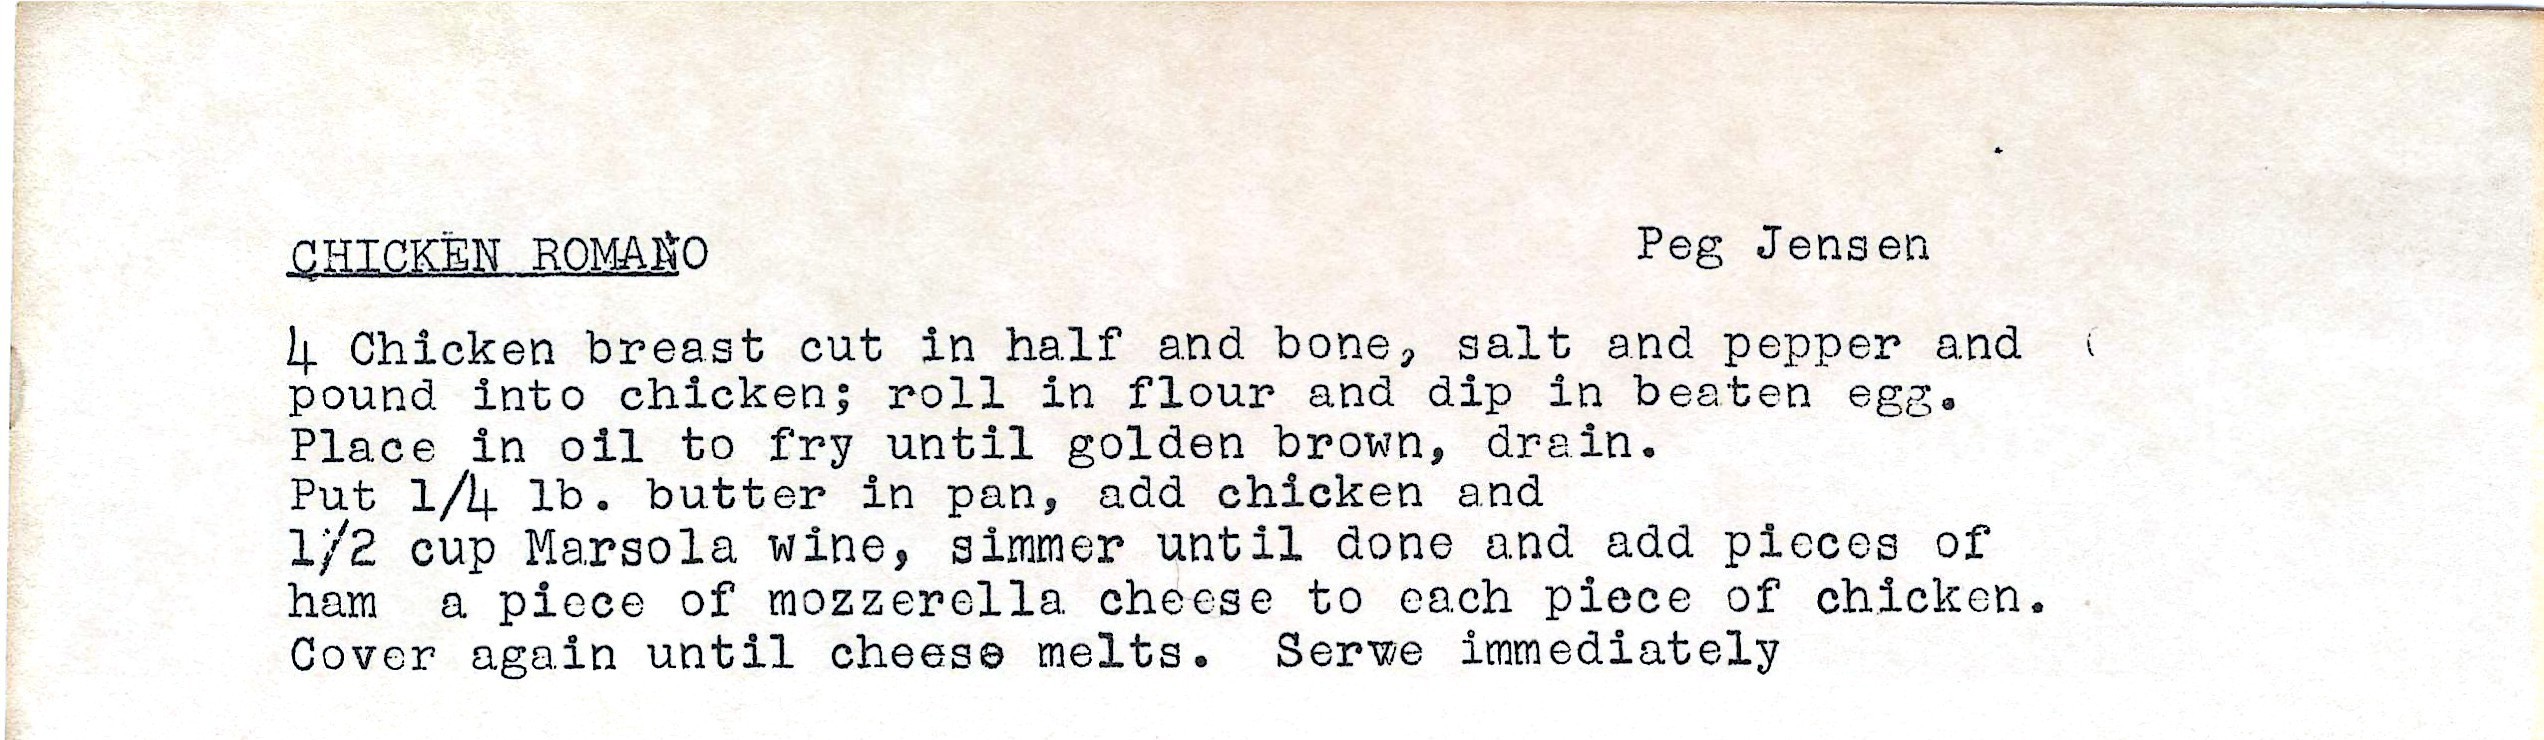 CHICKEN ROMANO Peg Jensen
4 Chicken breast cut in half and bone, salt and pepper and
pound into chicken; roll in flour and dip in beaten egg.
Place in oil to fry until golden brown, drain.
Put 1/4 lb. butter in pan, add chicken and
1/2 cup Marsola wine, simmer until done and add pieces of
ham a piece of mozzerella cheese to each piece of chicken.
Cover again until cheese melts. Serwe immediately